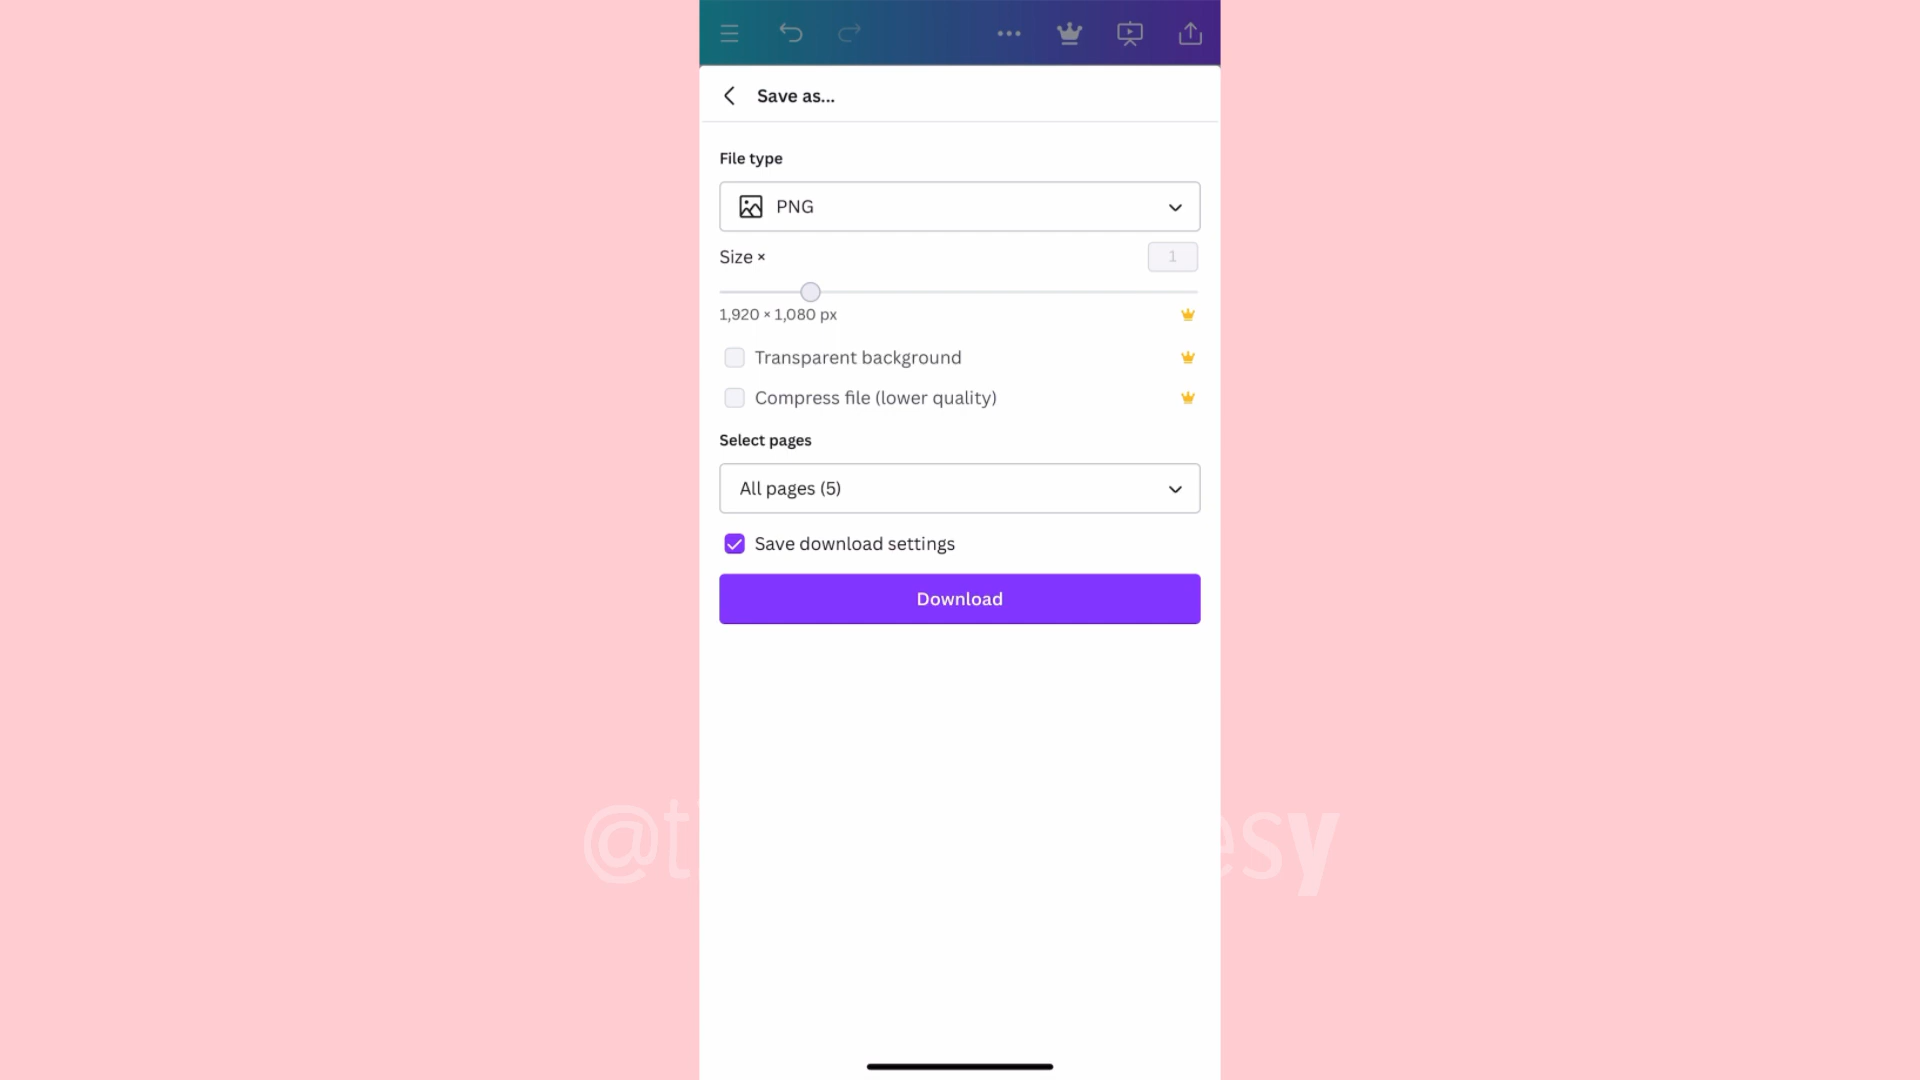 Save as...
File type
PNG
Size ×
1
1,920 × 1,080 px
Transparent background
Compress file (lower quality)
Select pages
All pages (5)
Save download settings
Download